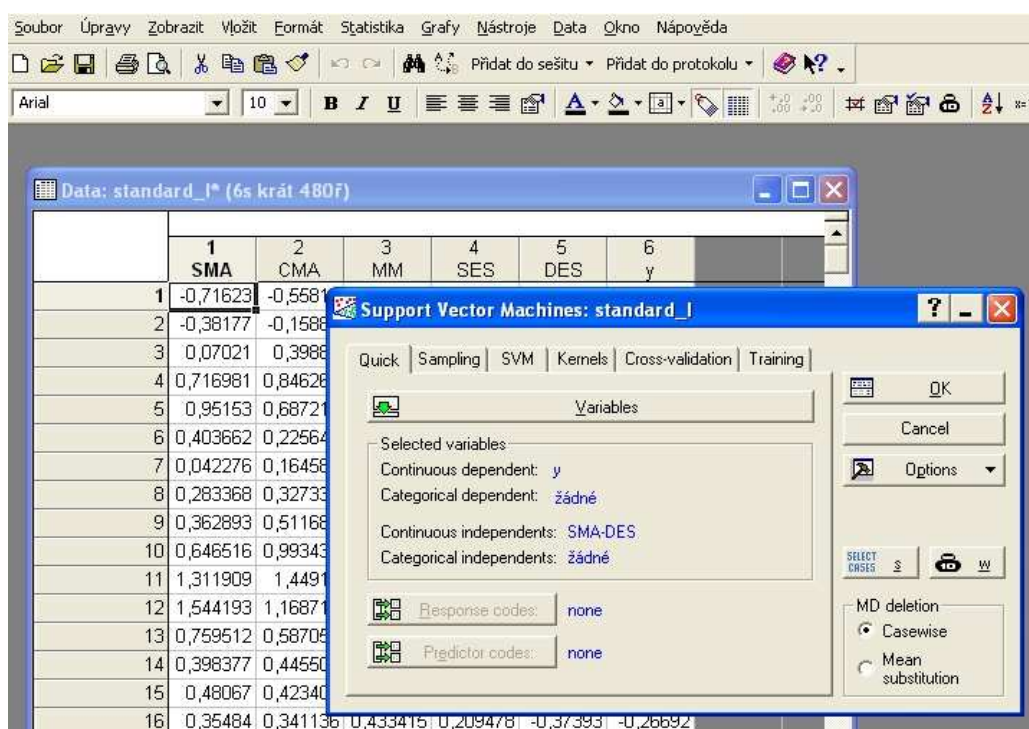 Soubor Úpravy Zobrazit Vložit Formát Statistika Grafy Nástroje Data Okno Nápověda
Přidat do sešitu Přidat do protokolu
Arial 10 B I U
Data: standard_l* (6s krát 480ř)
1 2 3 4 5 6
SMA CMA MM SES DES y
1 -0,71623 -0,5581
2 -0,38177 -0,1588
3 0,07021 0,3988
4 0,716981 0,84626
5 0,95153 0,68721
6 0,403662 0,22564
7 0,042276 0,16458
8 0,283368 0,32733
9 0,362893 0,51168
10 0,646516 0,99343
11 1,311909 1,4491
12 1,544193 1,16871
13 0,759512 0,58705
14 0,398377 0,44550
15 0,48067 0,42340
16 0,35484 0,341136 0,433415 0,209478 -0,37393 -0,26692
Support Vector Machines: standard_l
Quick Sampling SVM Kernels Cross-validation Training
Variables
Selected variables
Continuous dependent: y
Categorical dependent: žádné
Continuous independents: SMA-DES
Categorical independents: žádné
Response codes: none
Predictor codes: none
OK
Cancel
Options
SELECT CASES S W
MD deletion
Casewise
Mean
substitution